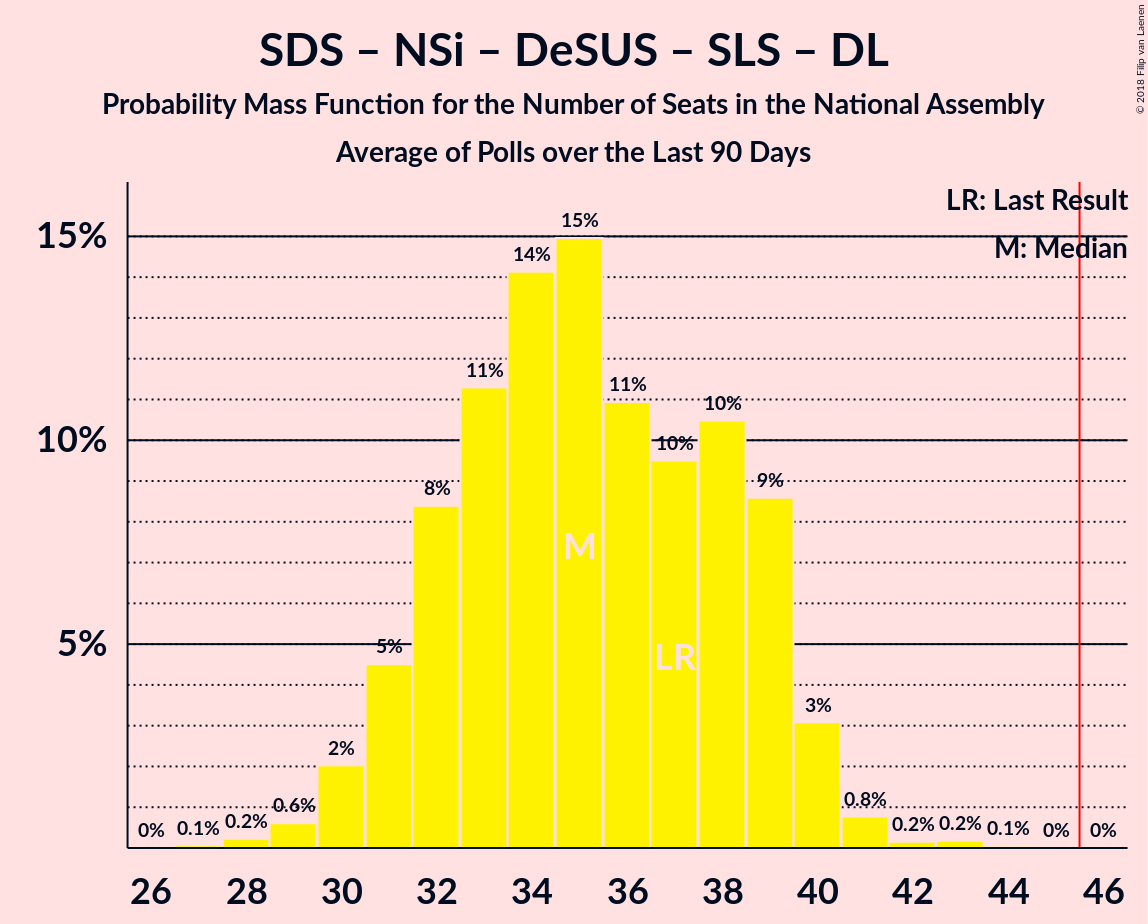 SDS – NSi – DeSUS – SLS – DL
Probability Mass Function for the Number of Seats in the National Assembly
Average of Polls over the Last 90 Days
© 2018 Filip van Laenen
LR: Last Result
M: Median
15%
10%
5%
0%
0.1%
0.2%
0.6%
2%
5%
8%
11%
14%
15%
11%
10%
10%
9%
3%
0.8%
0.2%
0.2%
0.1%
0%
0%
M
LR
26 28 30 32 34 36 38 40 42 44 46